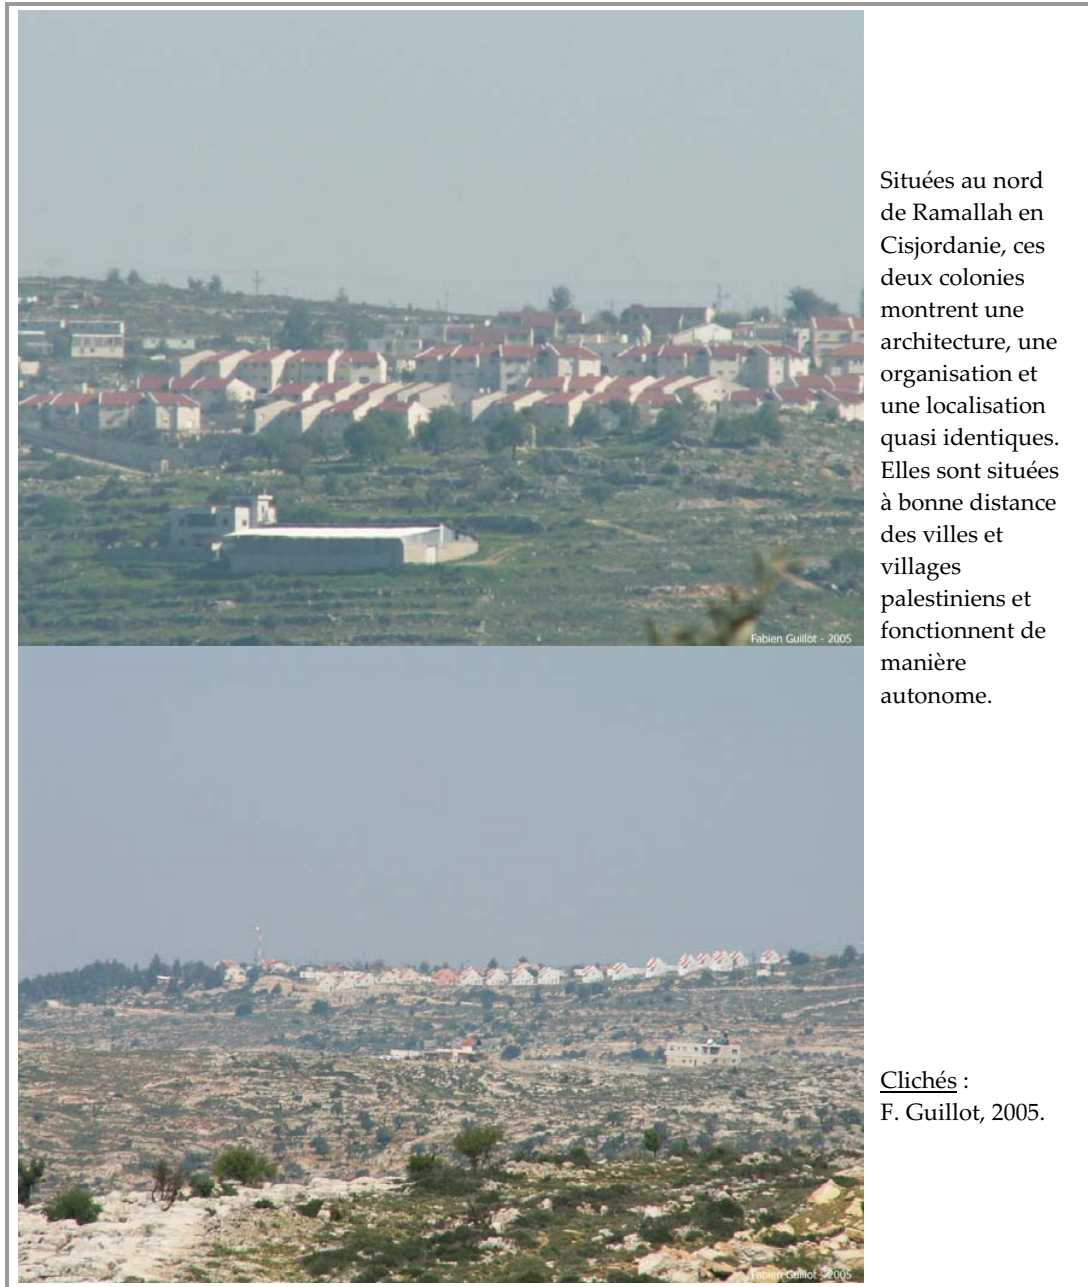 Situées au nord
de Ramallah en
Cisjordanie, ces
deux colonies
montrent une
architecture, une
organisation et
une localisation
quasi identiques.
Elles sont situées
à bonne distance
des villes et
villages
palestiniens et
fonctionnent de
manière
autonome.
Fabien Guillot - 2005
Clichés :
F. Guillot, 2005.
Fabien Guillot - 2005